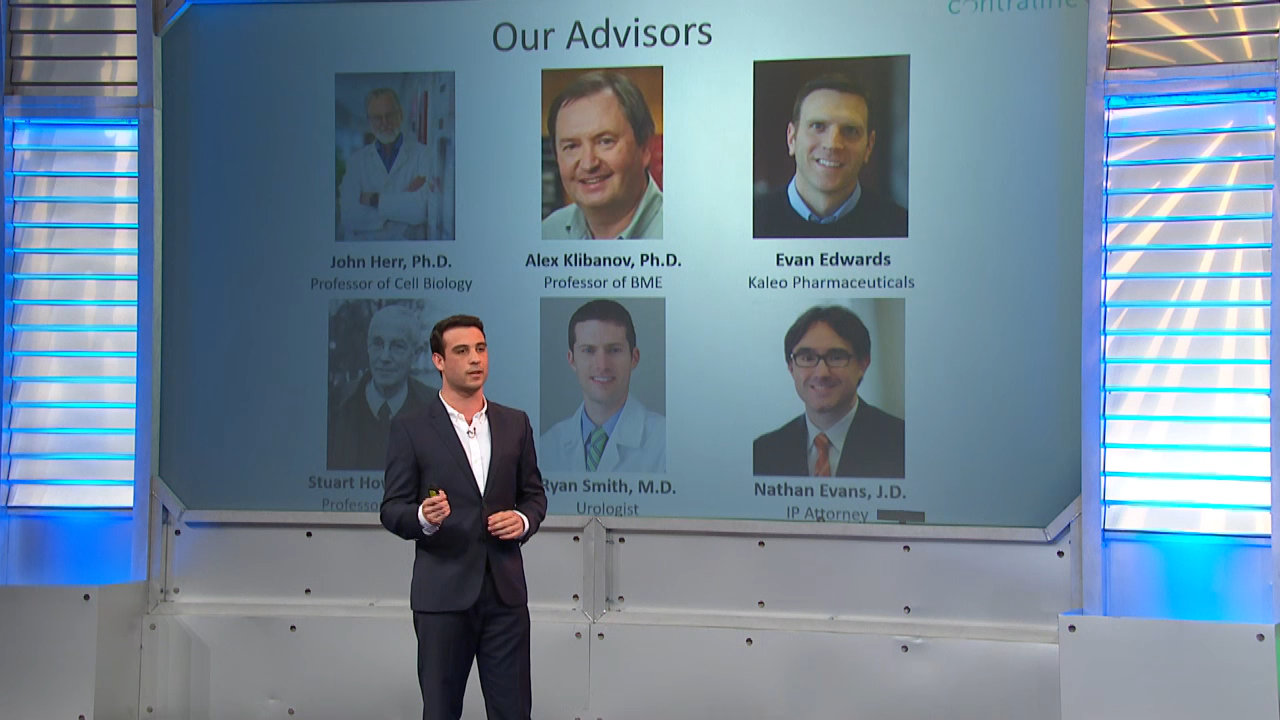 contraline
Our Advisors
John Herr, Ph.D.
Alex Klibanov, Ph.D.
Evan Edwards
Professor of Cell Biology
Professor of BME
Kaleo Pharmaceuticals
Stuart
Ryan Smith, M.D.
Nathan Evans, J.D.
Urologist
IP Attorney